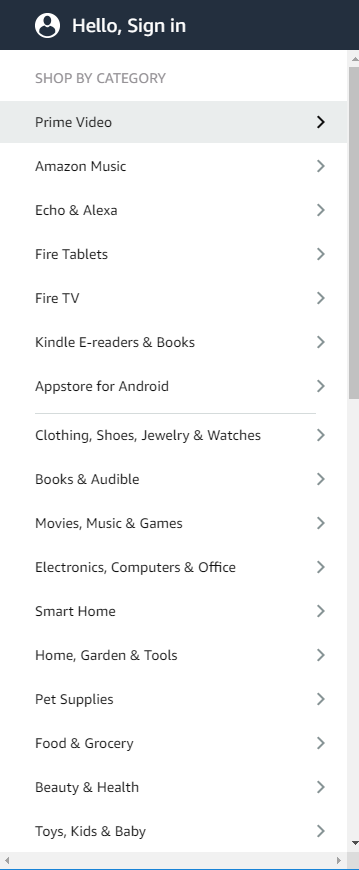 Hello, Sign in
SHOP BY CATEGORY
Prime Video
Amazon Music
Echo & Alexa
Fire Tablets
Fire TV
Kindle E-readers & Books
Appstore for Android
Clothing, Shoes, Jewelry & Watches
Books & Audible
Movies, Music & Games
Electronics, Computers & Office
Smart Home
Home, Garden & Tools
Pet Supplies
Food & Grocery
Beauty & Health
Toys, Kids & Baby